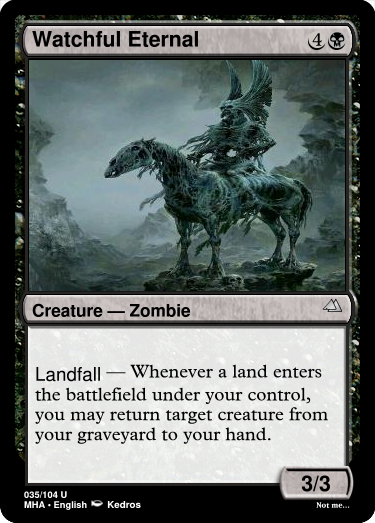 Watchful Eternal 4
Creature — Zombie
Landfall — Whenever a land enters
the battlefield under your control,
you may return target creature from
your graveyard to your hand.
3/3
035/104 U
MHA • English Kedros
Not me...